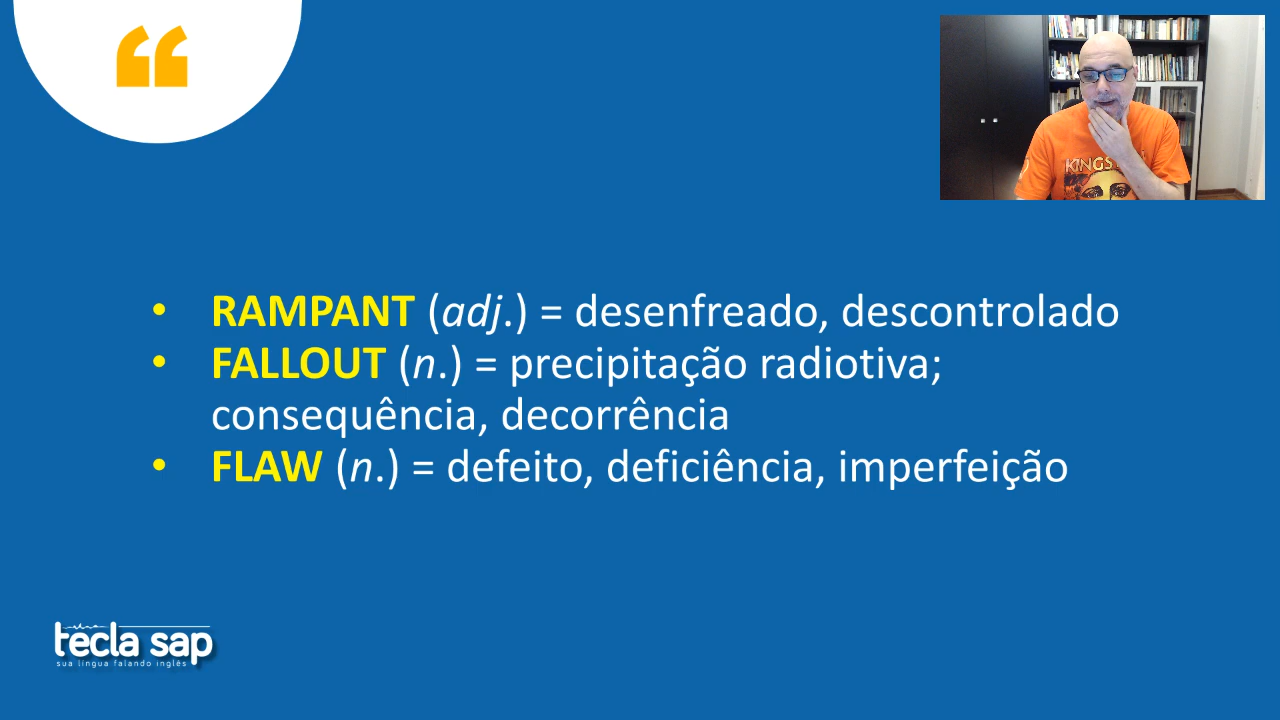 “
KINGS
• RAMPANT (adj.) = desenfreado, descontrolado
• FALLOUT (n.) = precipitação radiotiva;
consequência, decorrência
• FLAW (n.) = defeito, deficiência, imperfeição
tecla sap
sua língua falando inglês